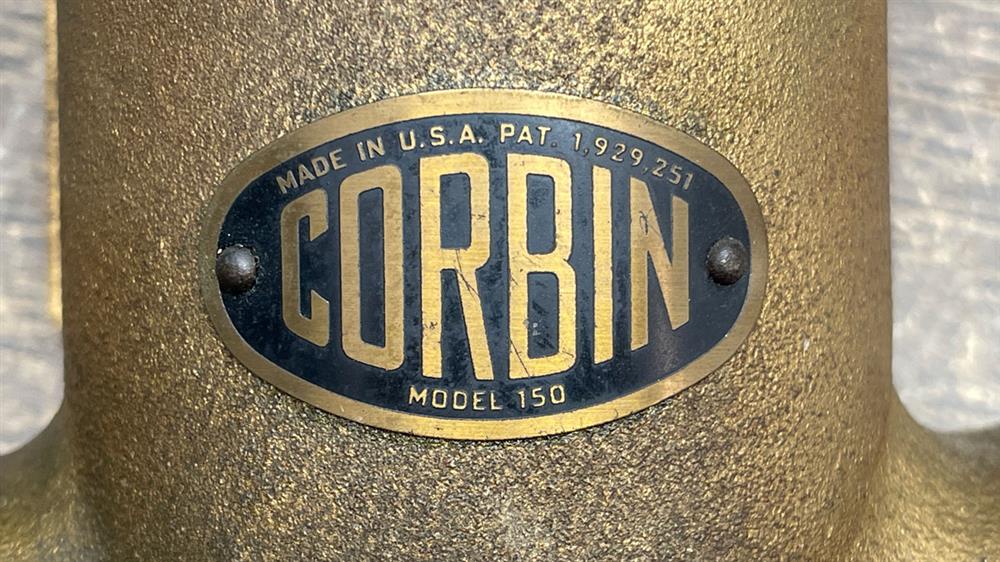 MADE IN U.S.A. PAT. 1,929,251
CORBIN
MODEL 150